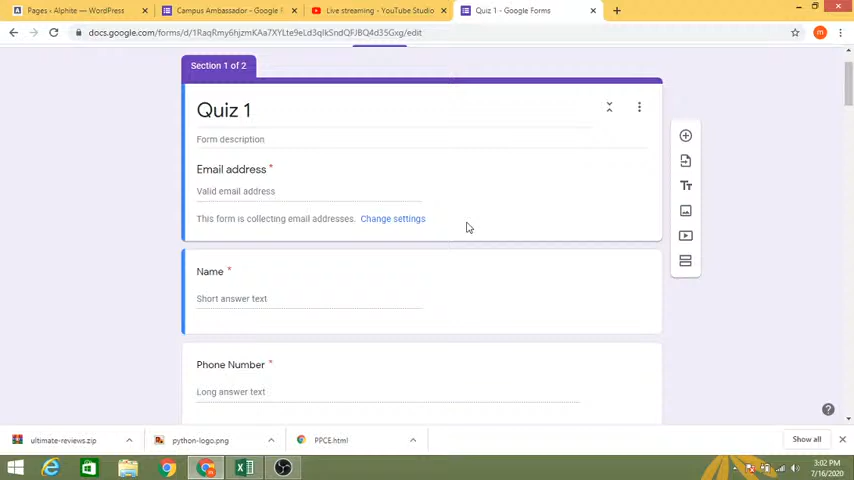 Pages ‹ Alphite — WordPress
Campus Ambassador - Google F
Live streaming - YouTube Studio
Quiz 1 - Google Forms
docs.google.com/forms/d/1RaqRmy6hjzmKAa7XYLte9eLd3qlkSndQFJBQ4d35Gxg/edit
m
Section 1 of 2
Quiz 1
Form description
Email address *
Valid email address
This form is collecting email addresses. Change settings
Name *
Short answer text
Phone Number *
Long answer text
ultimate-reviews.zip
python-logo.png
PPCE.html
Show all
3:02 PM
7/16/2020